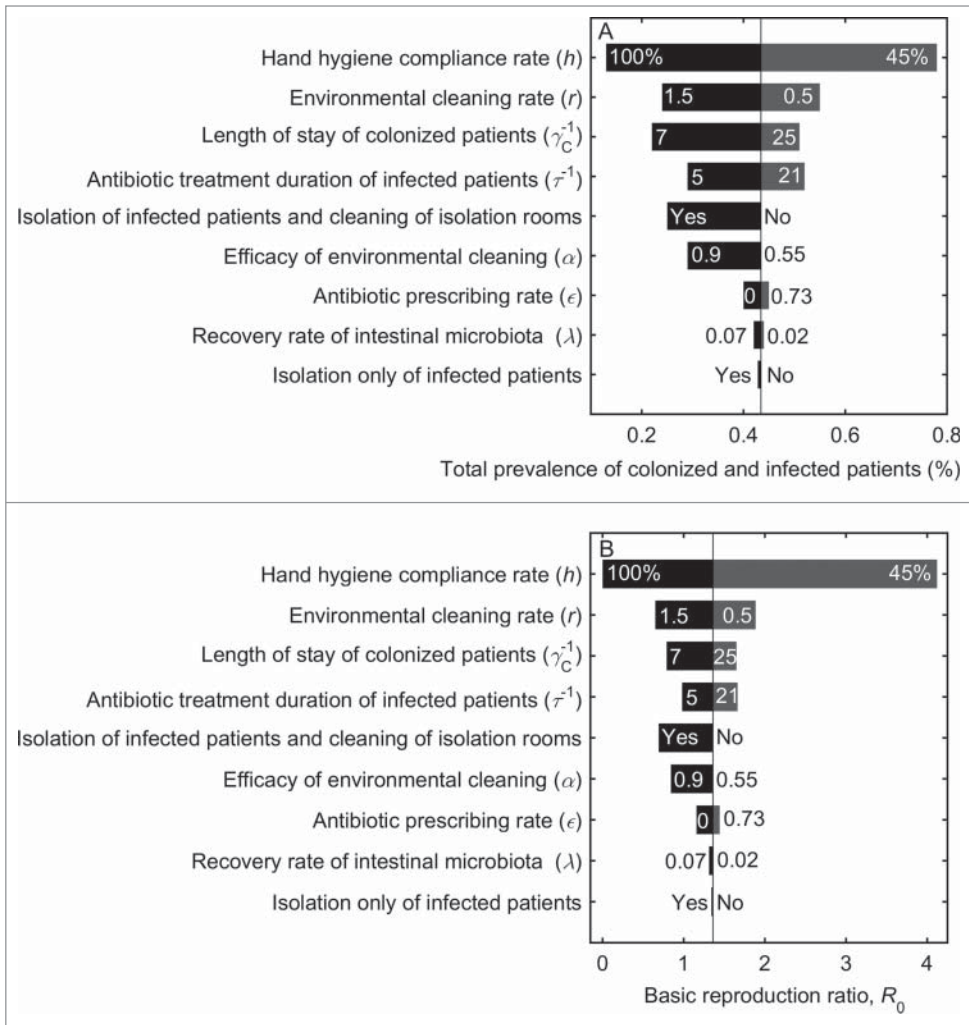 A
Hand hygiene compliance rate (h) 100% 45%
Environmental cleaning rate (r) 1.5 0.5
Length of stay of colonized patients (γ_C^-1) 7 25
Antibiotic treatment duration of infected patients (τ^-1) 5 21
Isolation of infected patients and cleaning of isolation rooms Yes No
Efficacy of environmental cleaning (α) 0.9 0.55
Antibiotic prescribing rate (ϵ) 0 0.73
Recovery rate of intestinal microbiota (λ) 0.07 0.02
Isolation only of infected patients Yes No
0.2 0.4 0.6 0.8
Total prevalence of colonized and infected patients (%)
B
Hand hygiene compliance rate (h) 100% 45%
Environmental cleaning rate (r) 1.5 0.5
Length of stay of colonized patients (γ_C^-1) 7 25
Antibiotic treatment duration of infected patients (τ^-1) 5 21
Isolation of infected patients and cleaning of isolation rooms Yes No
Efficacy of environmental cleaning (α) 0.9 0.55
Antibiotic prescribing rate (ϵ) 0 0.73
Recovery rate of intestinal microbiota (λ) 0.07 0.02
Isolation only of infected patients Yes No
0 1 2 3 4
Basic reproduction ratio, R_0